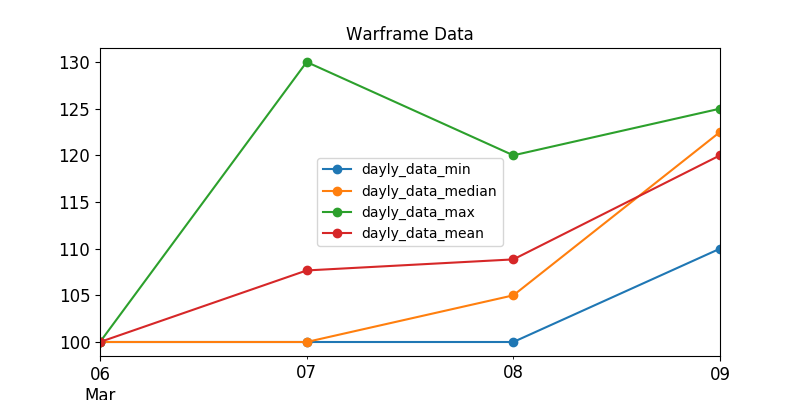 Warframe Data
130
125
120
115
110
105
100
dayly_data_min
dayly_data_median
dayly_data_max
dayly_data_mean
06 07 08 09
Mar